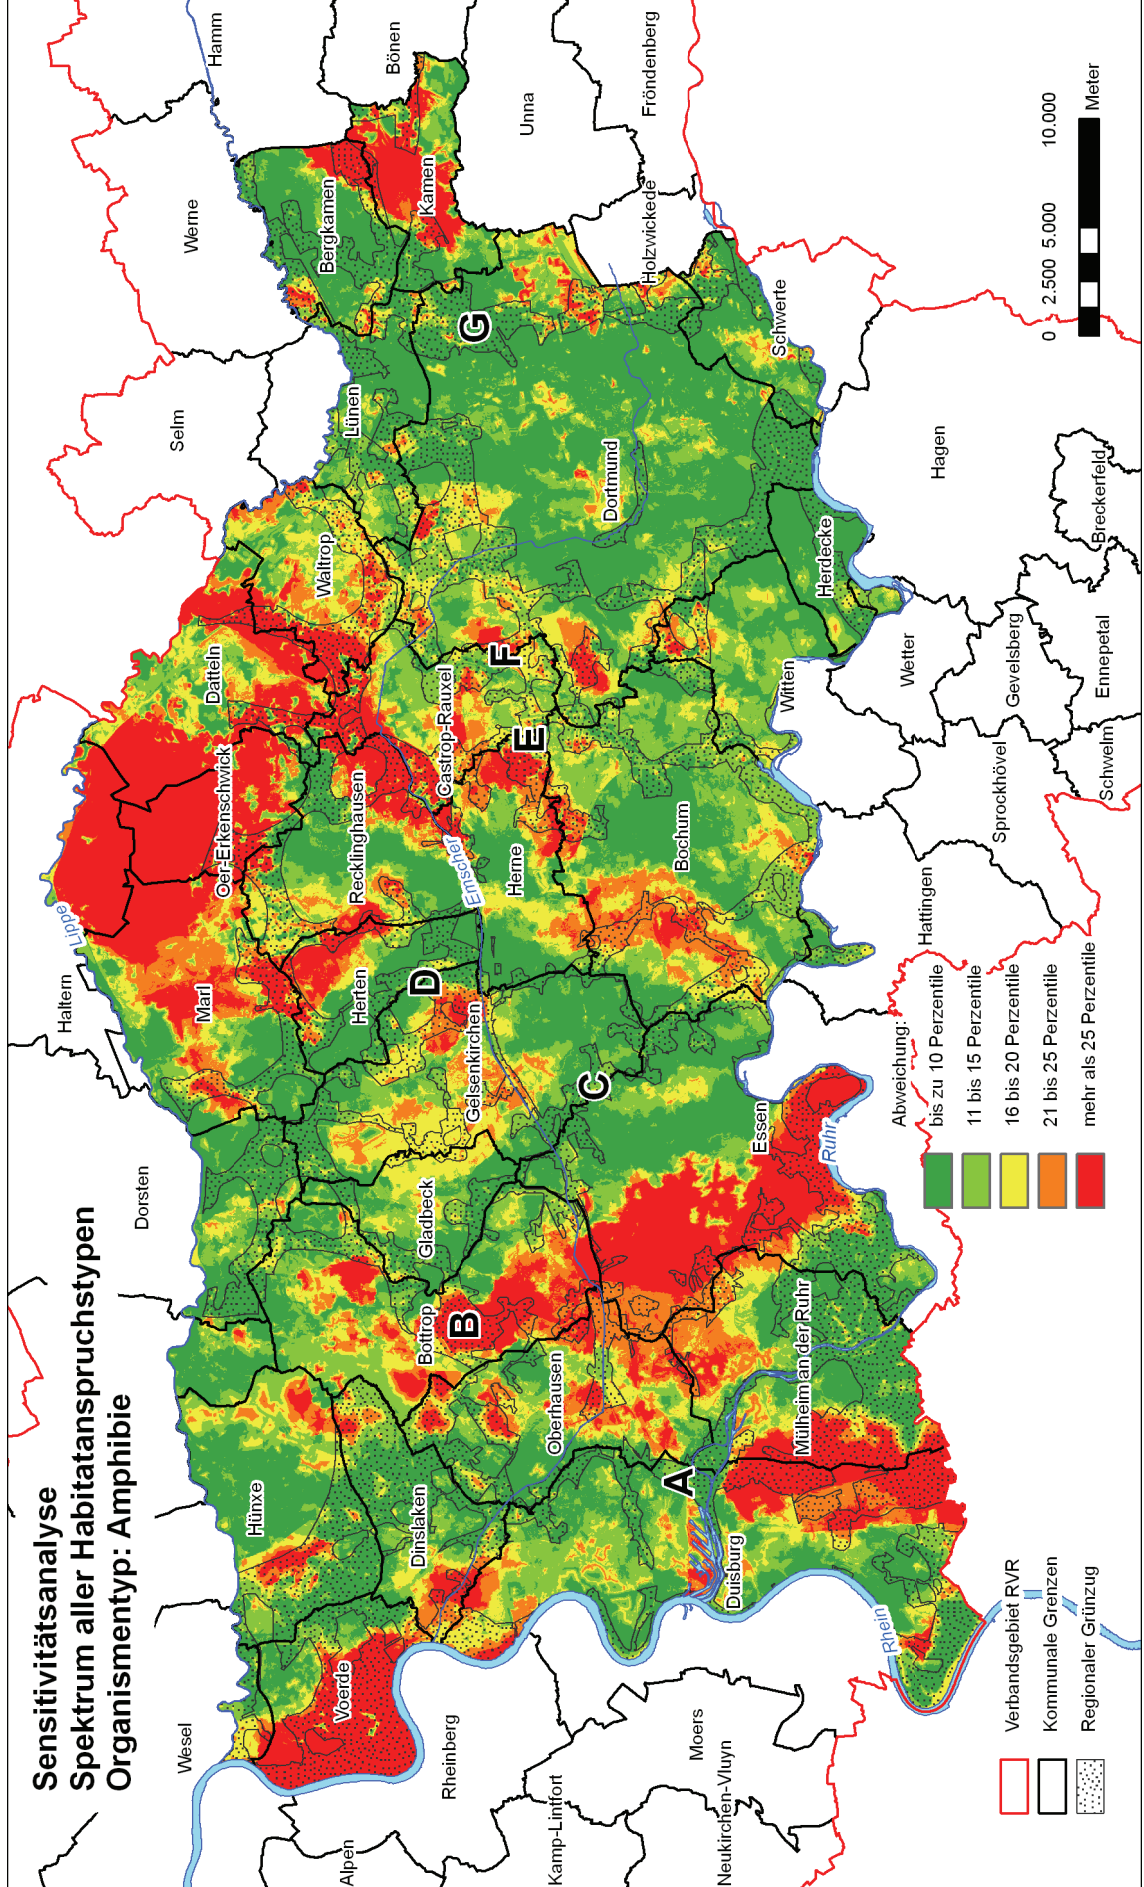 Sensitivitätsanalyse
Spektrum aller Habitatanspruchstypen
Organismentyp: Amphibie
Haltern
Dorsten
Selm
Werne
Hamm
Wesel
Hünxe
Lippe
Marl
Oer-Erkenschwick
Datteln
Waltrop
Lünen
Bergkamen
Bönen
Voerde
Dinslaken
Bottrop
Gladbeck
Herten
Recklinghausen
Castrop-Rauxel
Kamen
Alpen
Rheinberg
B
D
Gelsenkirchen
Emscher
Herne
E
F
G
Unna
Kamp-Lintfort
Oberhausen
C
Dortmund
Holzwickede
Fröndenberg
Moers
Neukirchen-Vluyn
A
Duisburg
Mülheim an der Ruhr
Essen
Ruhr
Bochum
Witten
Herdecke
Schwerte
Rhein
Hattingen
Sprockhövel
Wetter
Gevelsberg
Hagen
Schwelm
Ennepetal
Breckerfeld
Verbandsgebiet RVR
Kommunale Grenzen
Regionaler Grünzug
Abweichung:
bis zu 10 Perzentile
11 bis 15 Perzentile
16 bis 20 Perzentile
21 bis 25 Perzentile
mehr als 25 Perzentile
0 2.500 5.000 10.000
Meter